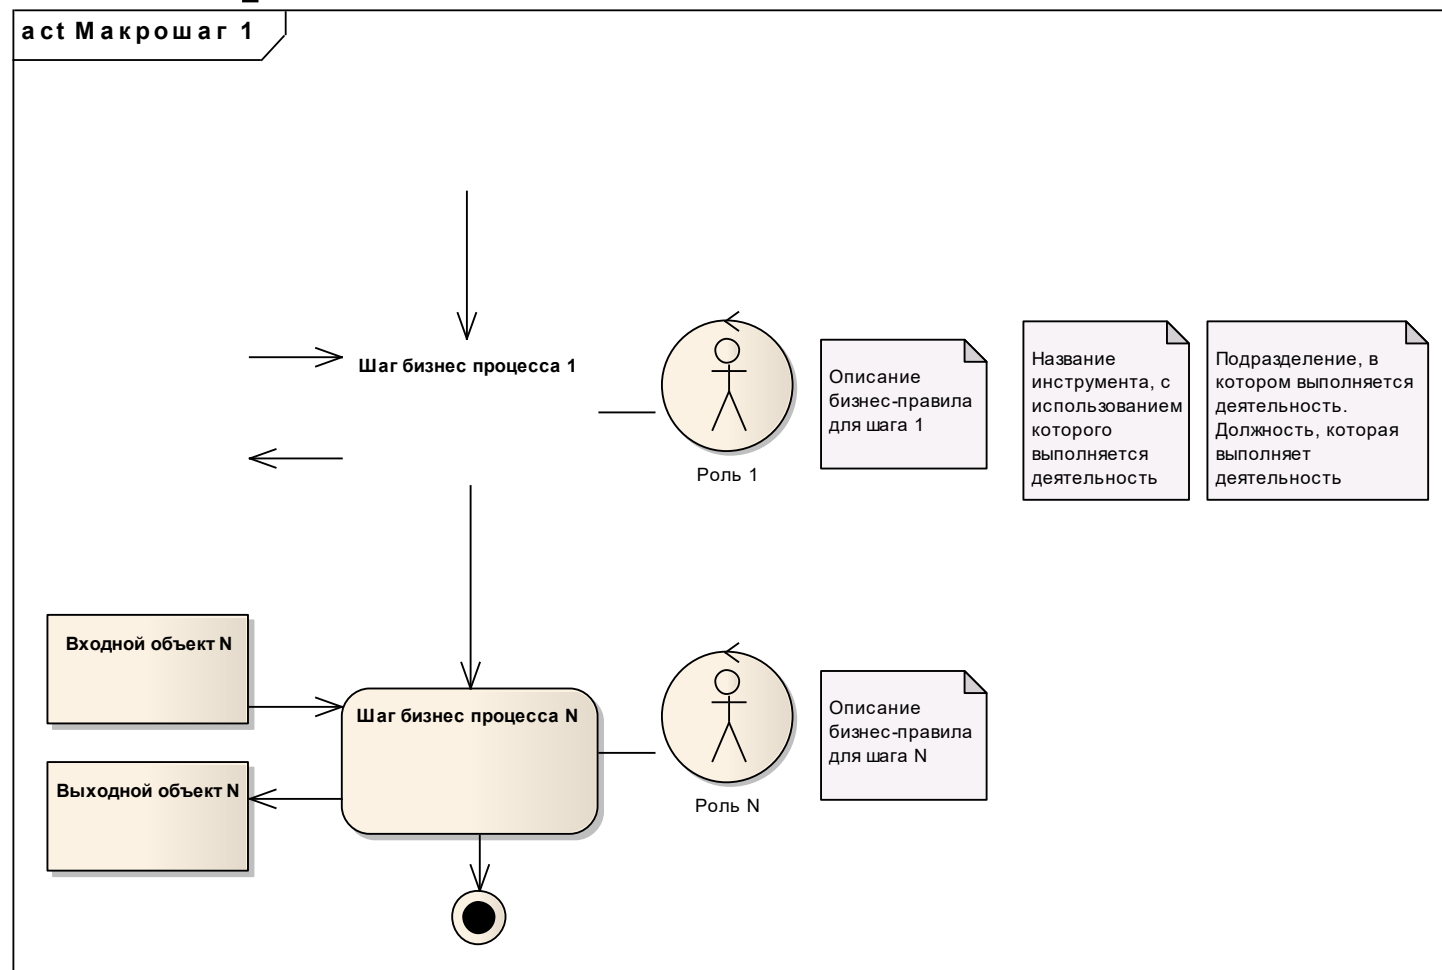 act Макрошаг 1
Шаг бизнес процесса 1
Роль 1
Описание
бизнес-правила
для шага 1
Название
инструмента, с
использованием
которого
выполняется
деятельность
Подразделение, в
котором выполняется
деятельность.
Должность, которая
выполняет
деятельность
Входной объект N
Выходной объект N
Шаг бизнес процесса N
Роль N
Описание
бизнес-правила
для шага N